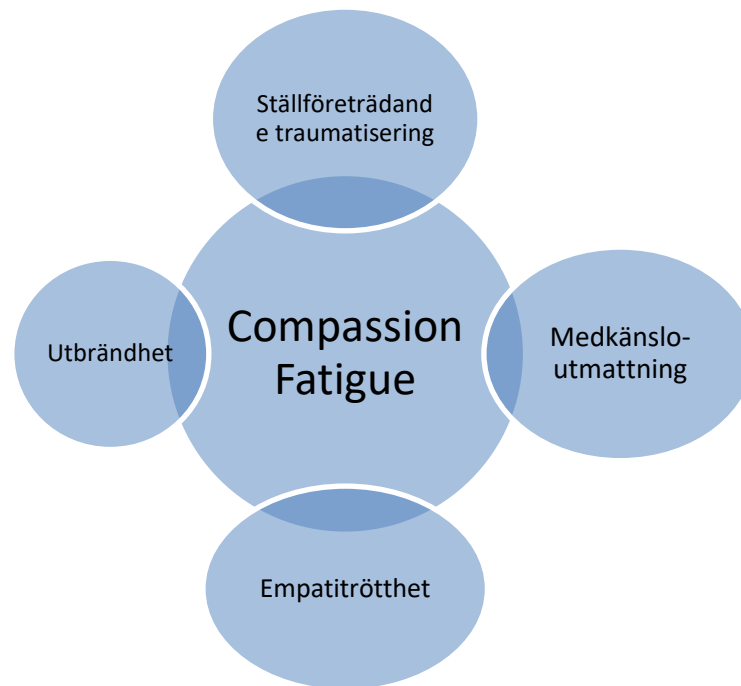 Ställföreträdand
e traumatisering
Compassion
Fatigue
Utbrändhet
Medkänslo-
utmattning
Empatitrötthet